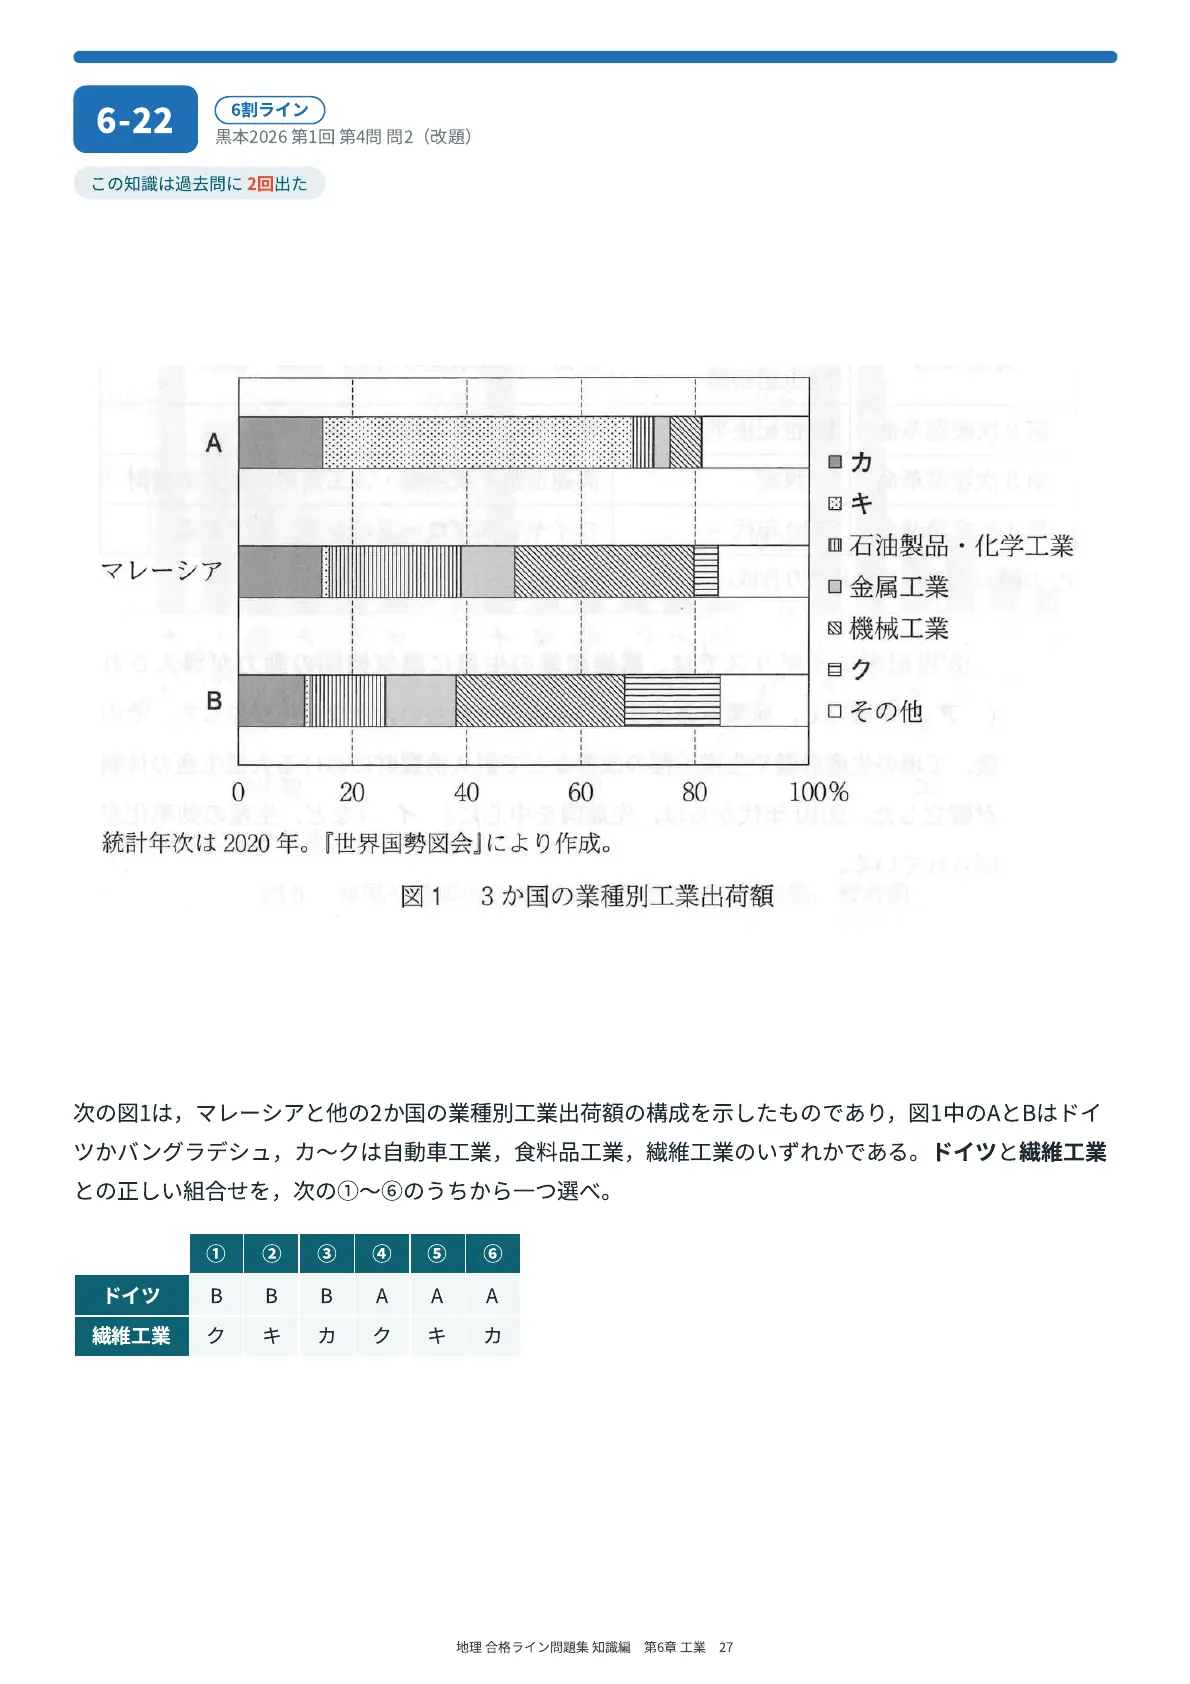 6-22
6割ライン
黒本2026 第1回 第4問 問2（改題）
この知識は過去問に 2回出た
A
マレーシア
B
カ
キ
石油製品・化学工業
金属工業
機械工業
ク
その他
0 20 40 60 80 100%
統計年次は 2020 年。『世界国勢図会』により作成。
図 1 3 か国の業種別工業出荷額
次の図1は，マレーシアと他の2か国の業種別工業出荷額の構成を示したものであり，図1中のAとBはドイ
ツかバングラデシュ，カ～クは自動車工業，食料品工業，繊維工業のいずれかである。ドイツと繊維工業
との正しい組合せを，次の①～⑥のうちから一つ選べ。
① ② ③ ④ ⑤ ⑥
ドイツ B B B A A A
繊維工業 ク キ カ ク キ カ
地理 合格ライン問題集 知識編 第6章 工業 27